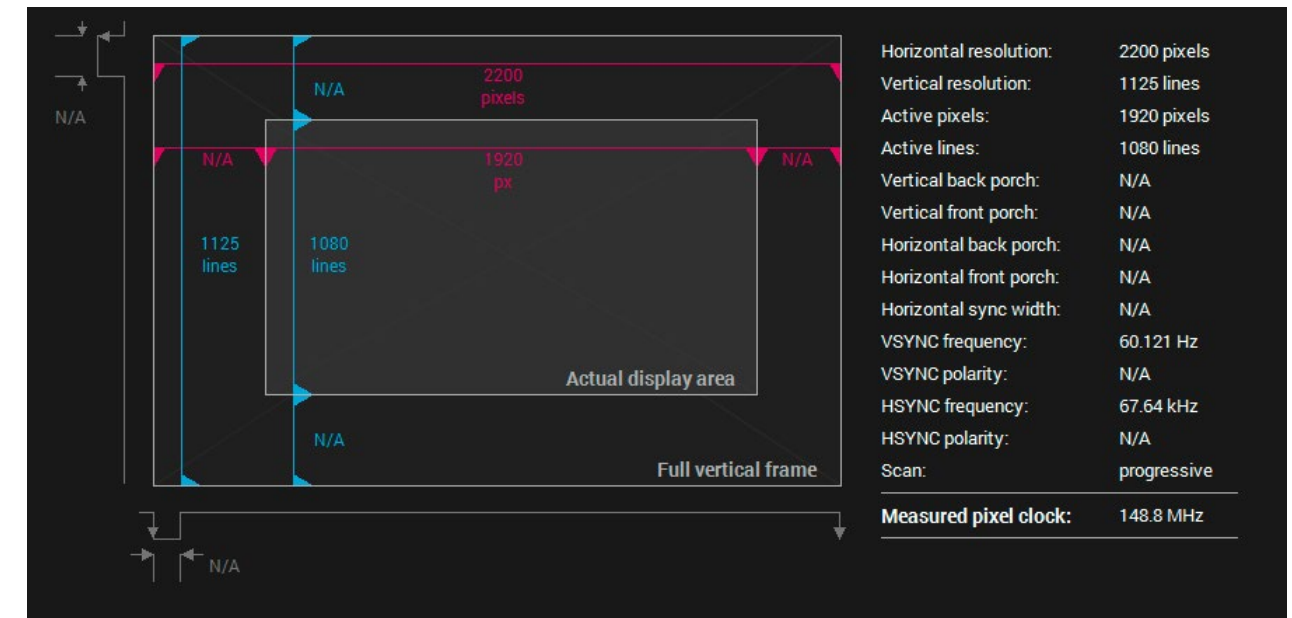 N/A
2200
pixels
N/A
N/A
1920
px
N/A
1125
lines
1080
lines
Actual display area
N/A
Full vertical frame
N/A
Horizontal resolution: 2200 pixels
Vertical resolution: 1125 lines
Active pixels: 1920 pixels
Active lines: 1080 lines
Vertical back porch: N/A
Vertical front porch: N/A
Horizontal back porch: N/A
Horizontal front porch: N/A
Horizontal sync width: N/A
VSYNC frequency: 60.121 Hz
VSYNC polarity: N/A
HSYNC frequency: 67.64 kHz
HSYNC polarity: N/A
Scan: progressive
Measured pixel clock: 148.8 MHz